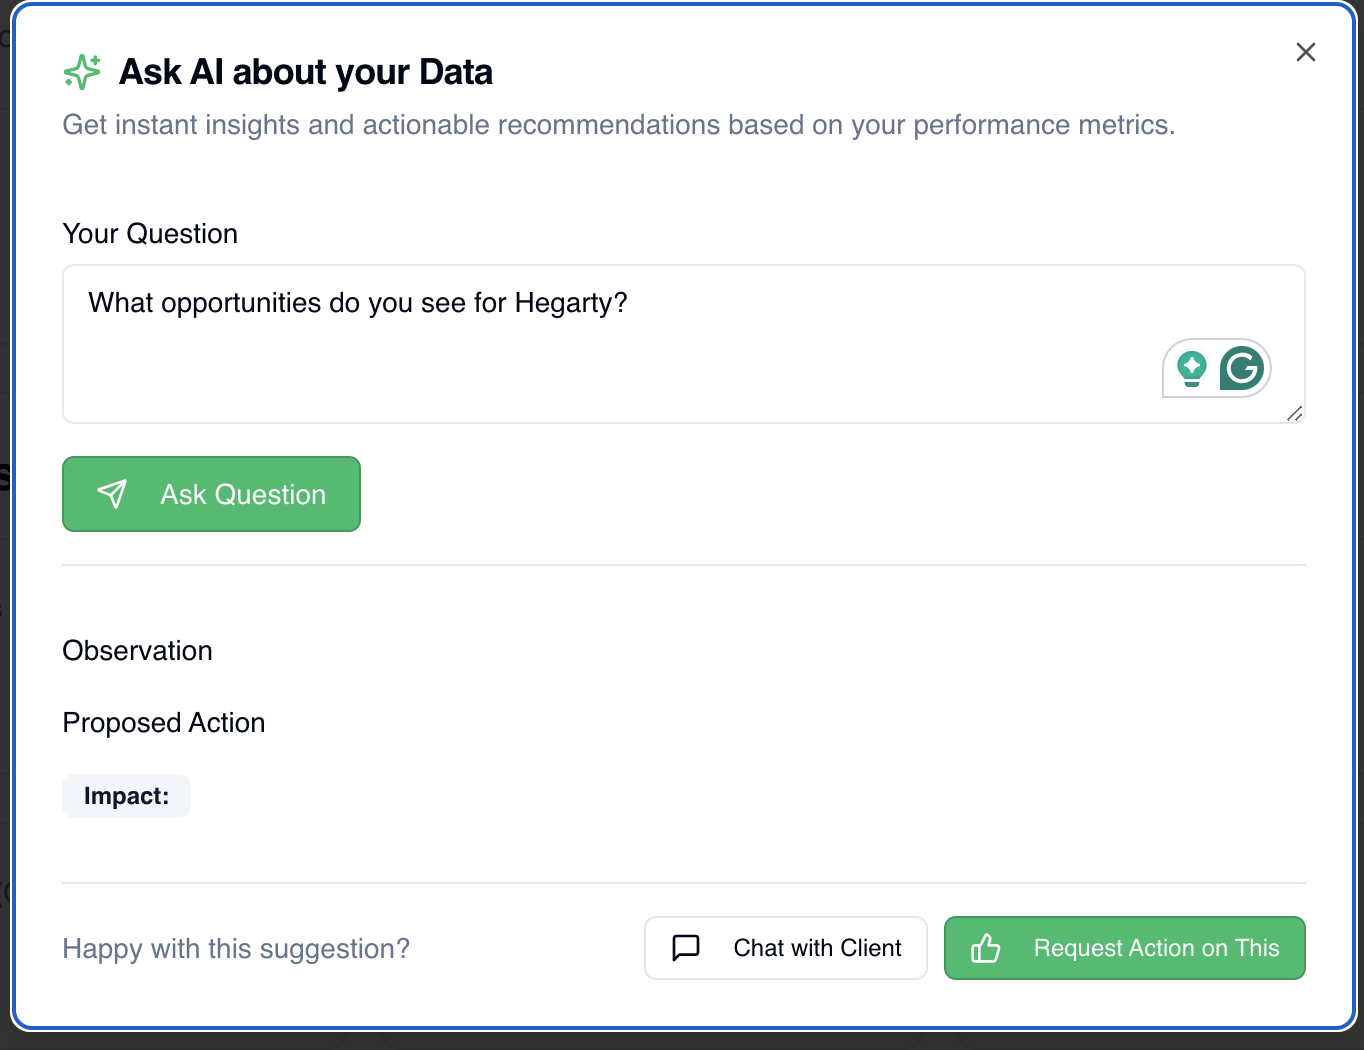 Ask AI about your Data
Get instant insights and actionable recommendations based on your performance metrics.
Your Question
What opportunities do you see for Hegarty?
Ask Question
Observation
Proposed Action
Impact:
Happy with this suggestion?
Chat with Client
Request Action on This